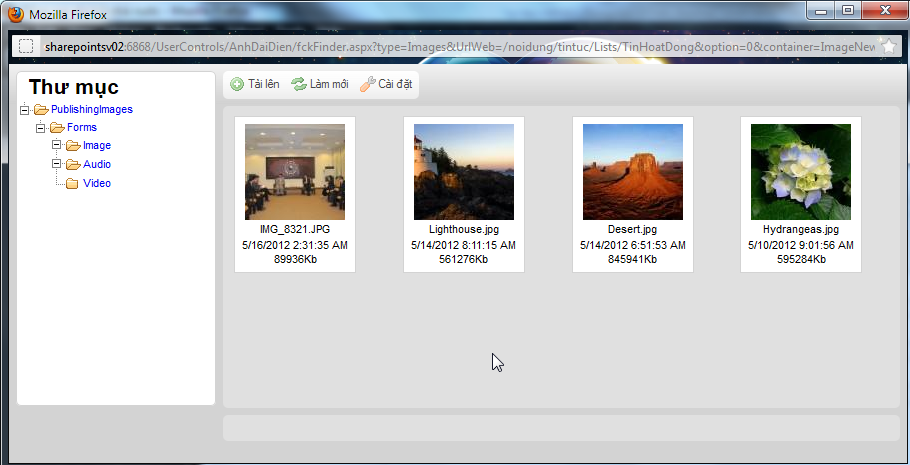 Mozilla Firefox
sharepointsv02:6868/UserControls/AnhDaiDien/fckFinder.aspx?type=Images&UrlWeb=/noidung/tintuc/Lists/TinHoatDong&option=0&container=ImageNew
Thư mục
PublishingImages
Forms
Image
Audio
Video
Tải lên
Làm mới
Cài đặt
IMG_8321.JPG
5/16/2012 2:31:35 AM
89936Kb
Lighthouse.jpg
5/14/2012 8:11:15 AM
561276Kb
Desert.jpg
5/14/2012 6:51:53 AM
845941Kb
Hydrangeas.jpg
5/10/2012 9:01:56 AM
595284Kb